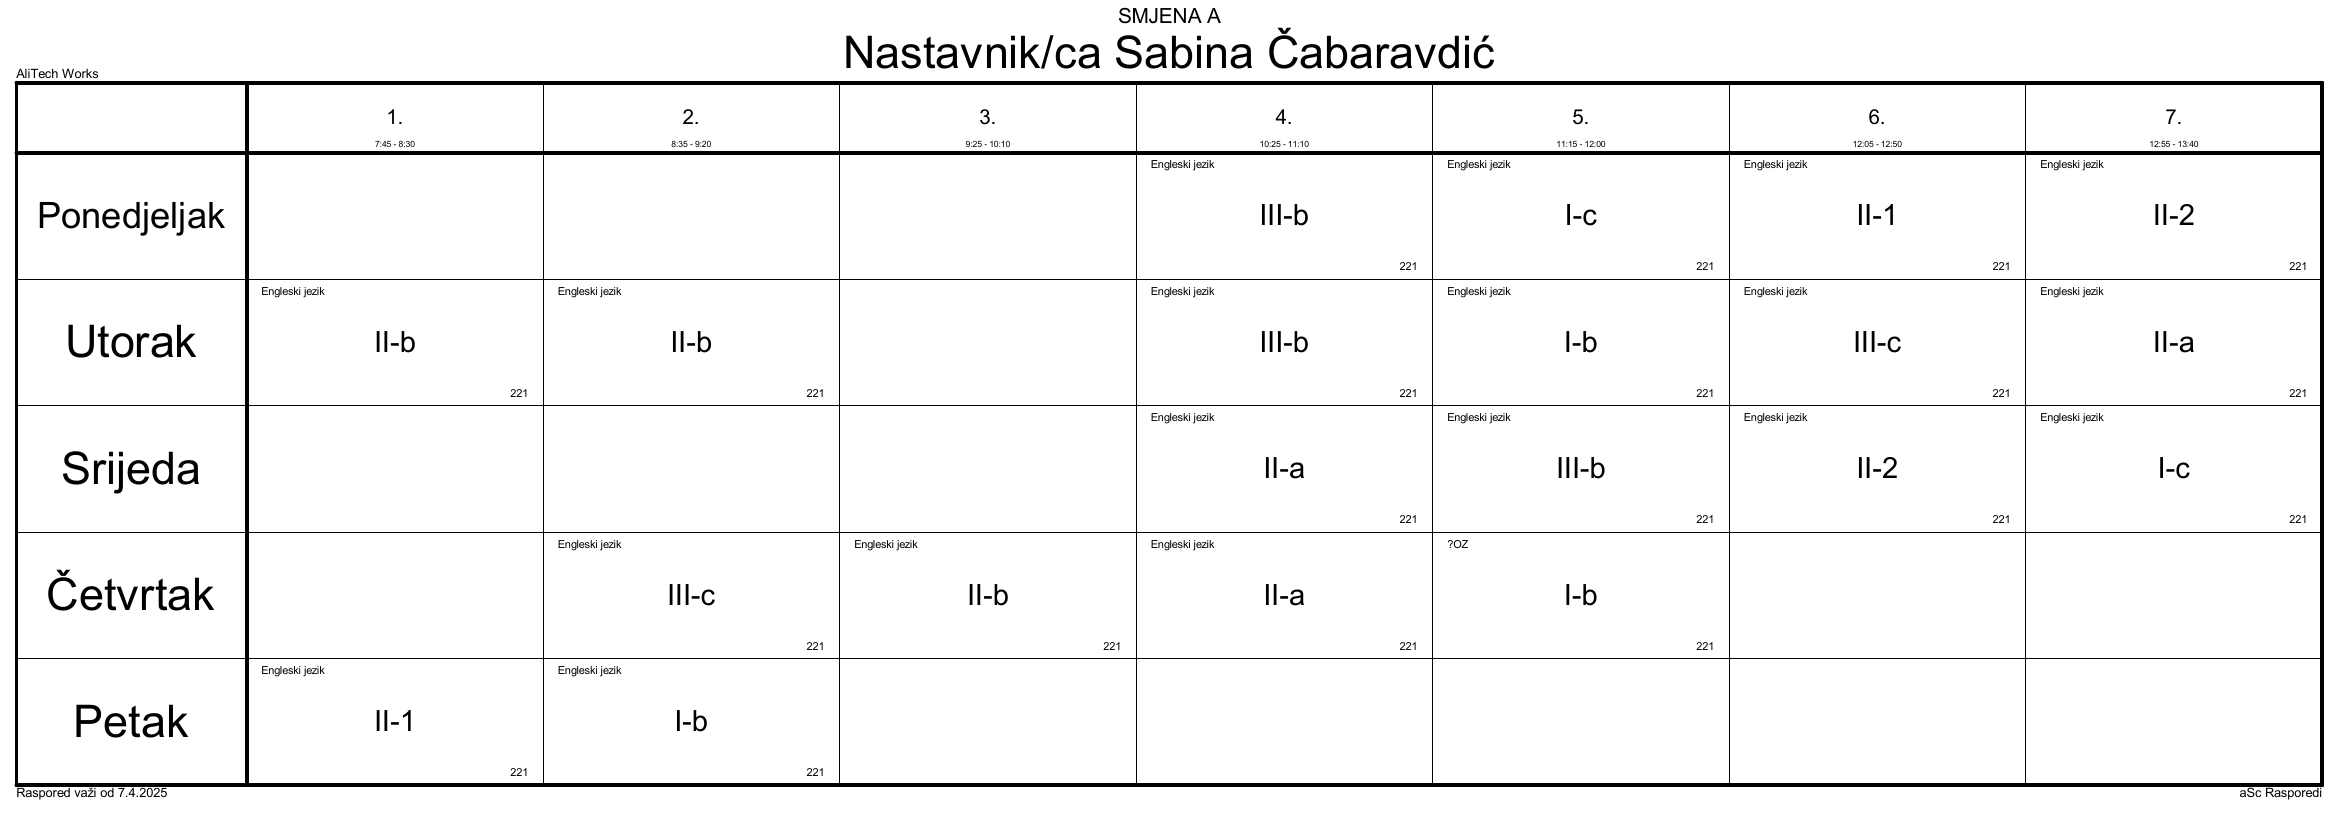 SMJENA A
Nastavnik/ca Sabina Čabaravdić
AliTech Works
1. 2. 3. 4. 5. 6. 7.
7:45 - 8:30 8:35 - 9:20 9:25 - 10:10 10:25 - 11:10 11:15 - 12:00 12:05 - 12:50 12:55 - 13:40
Engleski jezik Engleski jezik Engleski jezik Engleski jezik
Ponedjeljak III-b I-c II-1 II-2
221 221 221 221
Engleski jezik Engleski jezik Engleski jezik Engleski jezik Engleski jezik Engleski jezik
Utorak II-b II-b III-b I-b III-c II-a
221 221 221 221 221 221
Engleski jezik Engleski jezik Engleski jezik Engleski jezik
Srijeda II-a III-b II-2 I-c
221 221 221 221
Engleski jezik Engleski jezik Engleski jezik ?OZ
Četvrtak III-c II-b II-a I-b
221 221 221 221
Engleski jezik Engleski jezik
Petak II-1 I-b
221 221
Raspored važi od 7.4.2025 aSc Rasporedi